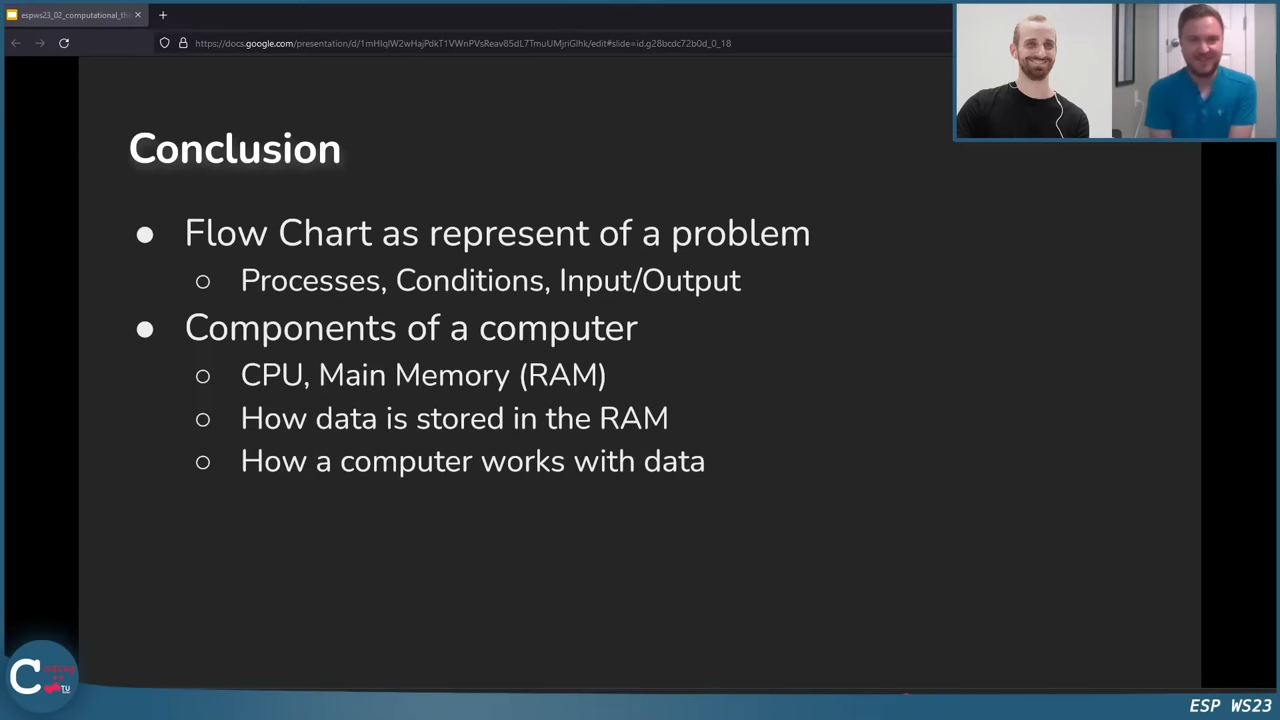 espws23_02_computational_th
https://docs.google.com/presentation/d/1mHIqIW2wHajPdkT1VWnPVsReav85dL7TmuUMjriGlhk/edit#slide=id.g28bcdc72b0d_0_18
Conclusion
● Flow Chart as represent of a problem
○ Processes, Conditions, Input/Output
● Components of a computer
○ CPU, Main Memory (RAM)
○ How data is stored in the RAM
○ How a computer works with data
C
TU
ESP WS23